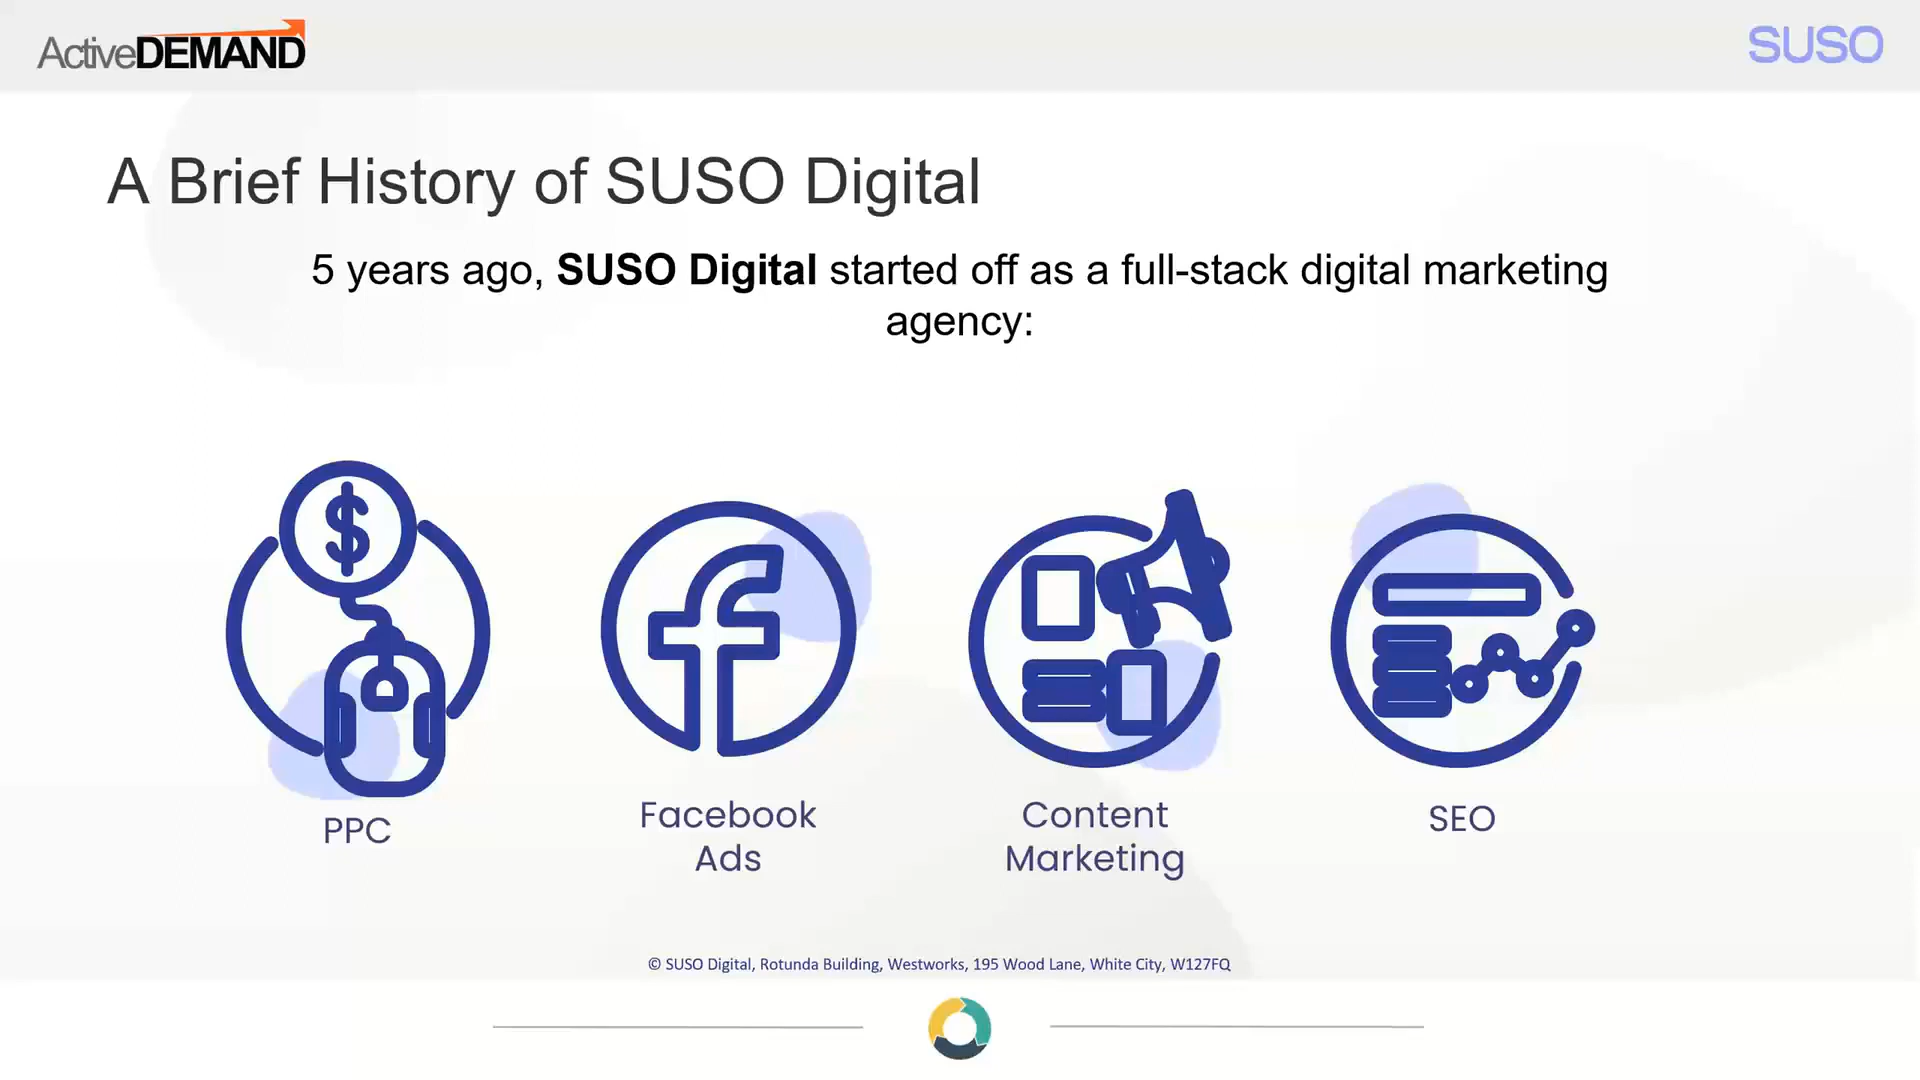 ActiveDEMAND
SUSO
A Brief History of SUSO Digital
5 years ago, SUSO Digital started off as a full-stack digital marketing
agency:
$
PPC
Facebook
Ads
Content
Marketing
SEO
© SUSO Digital, Rotunda Building, Westworks, 195 Wood Lane, White City, W127FQ